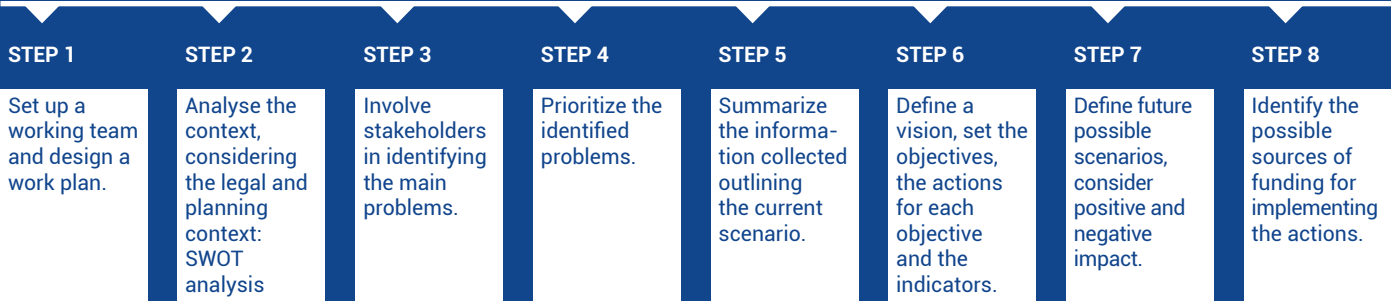 STEP 1
Set up a
working team
and design a
work plan.
STEP 2
Analyse the
context,
considering
the legal and
planning
context:
SWOT
analysis
STEP 3
Involve
stakeholders
in identifying
the main
problems.
STEP 4
Prioritize the
identified
problems.
STEP 5
Summarize
the informa-
tion collected
outlining
the current
scenario.
STEP 6
Define a
vision, set the
objectives,
the actions
for each
objective
and the
indicators.
STEP 7
Define future
possible
scenarios,
consider
positive and
negative
impact.
STEP 8
Identify the
possible
sources of
funding for
implementing
the actions.